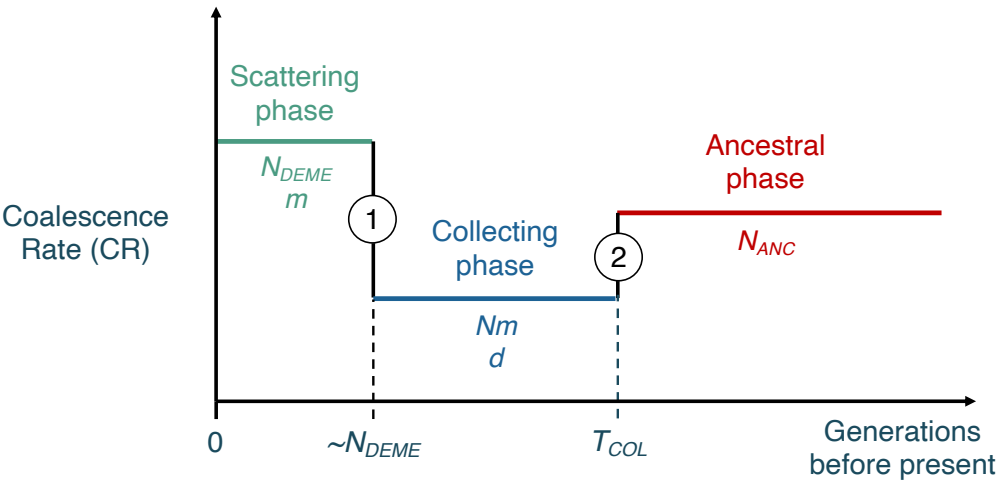 Scattering
phase
N_DEME
m
Coalescence
Rate (CR)
1
Collecting
phase
Nm
d
2
Ancestral
phase
N_ANC
0
~N_DEME
T_COL
Generations
before present